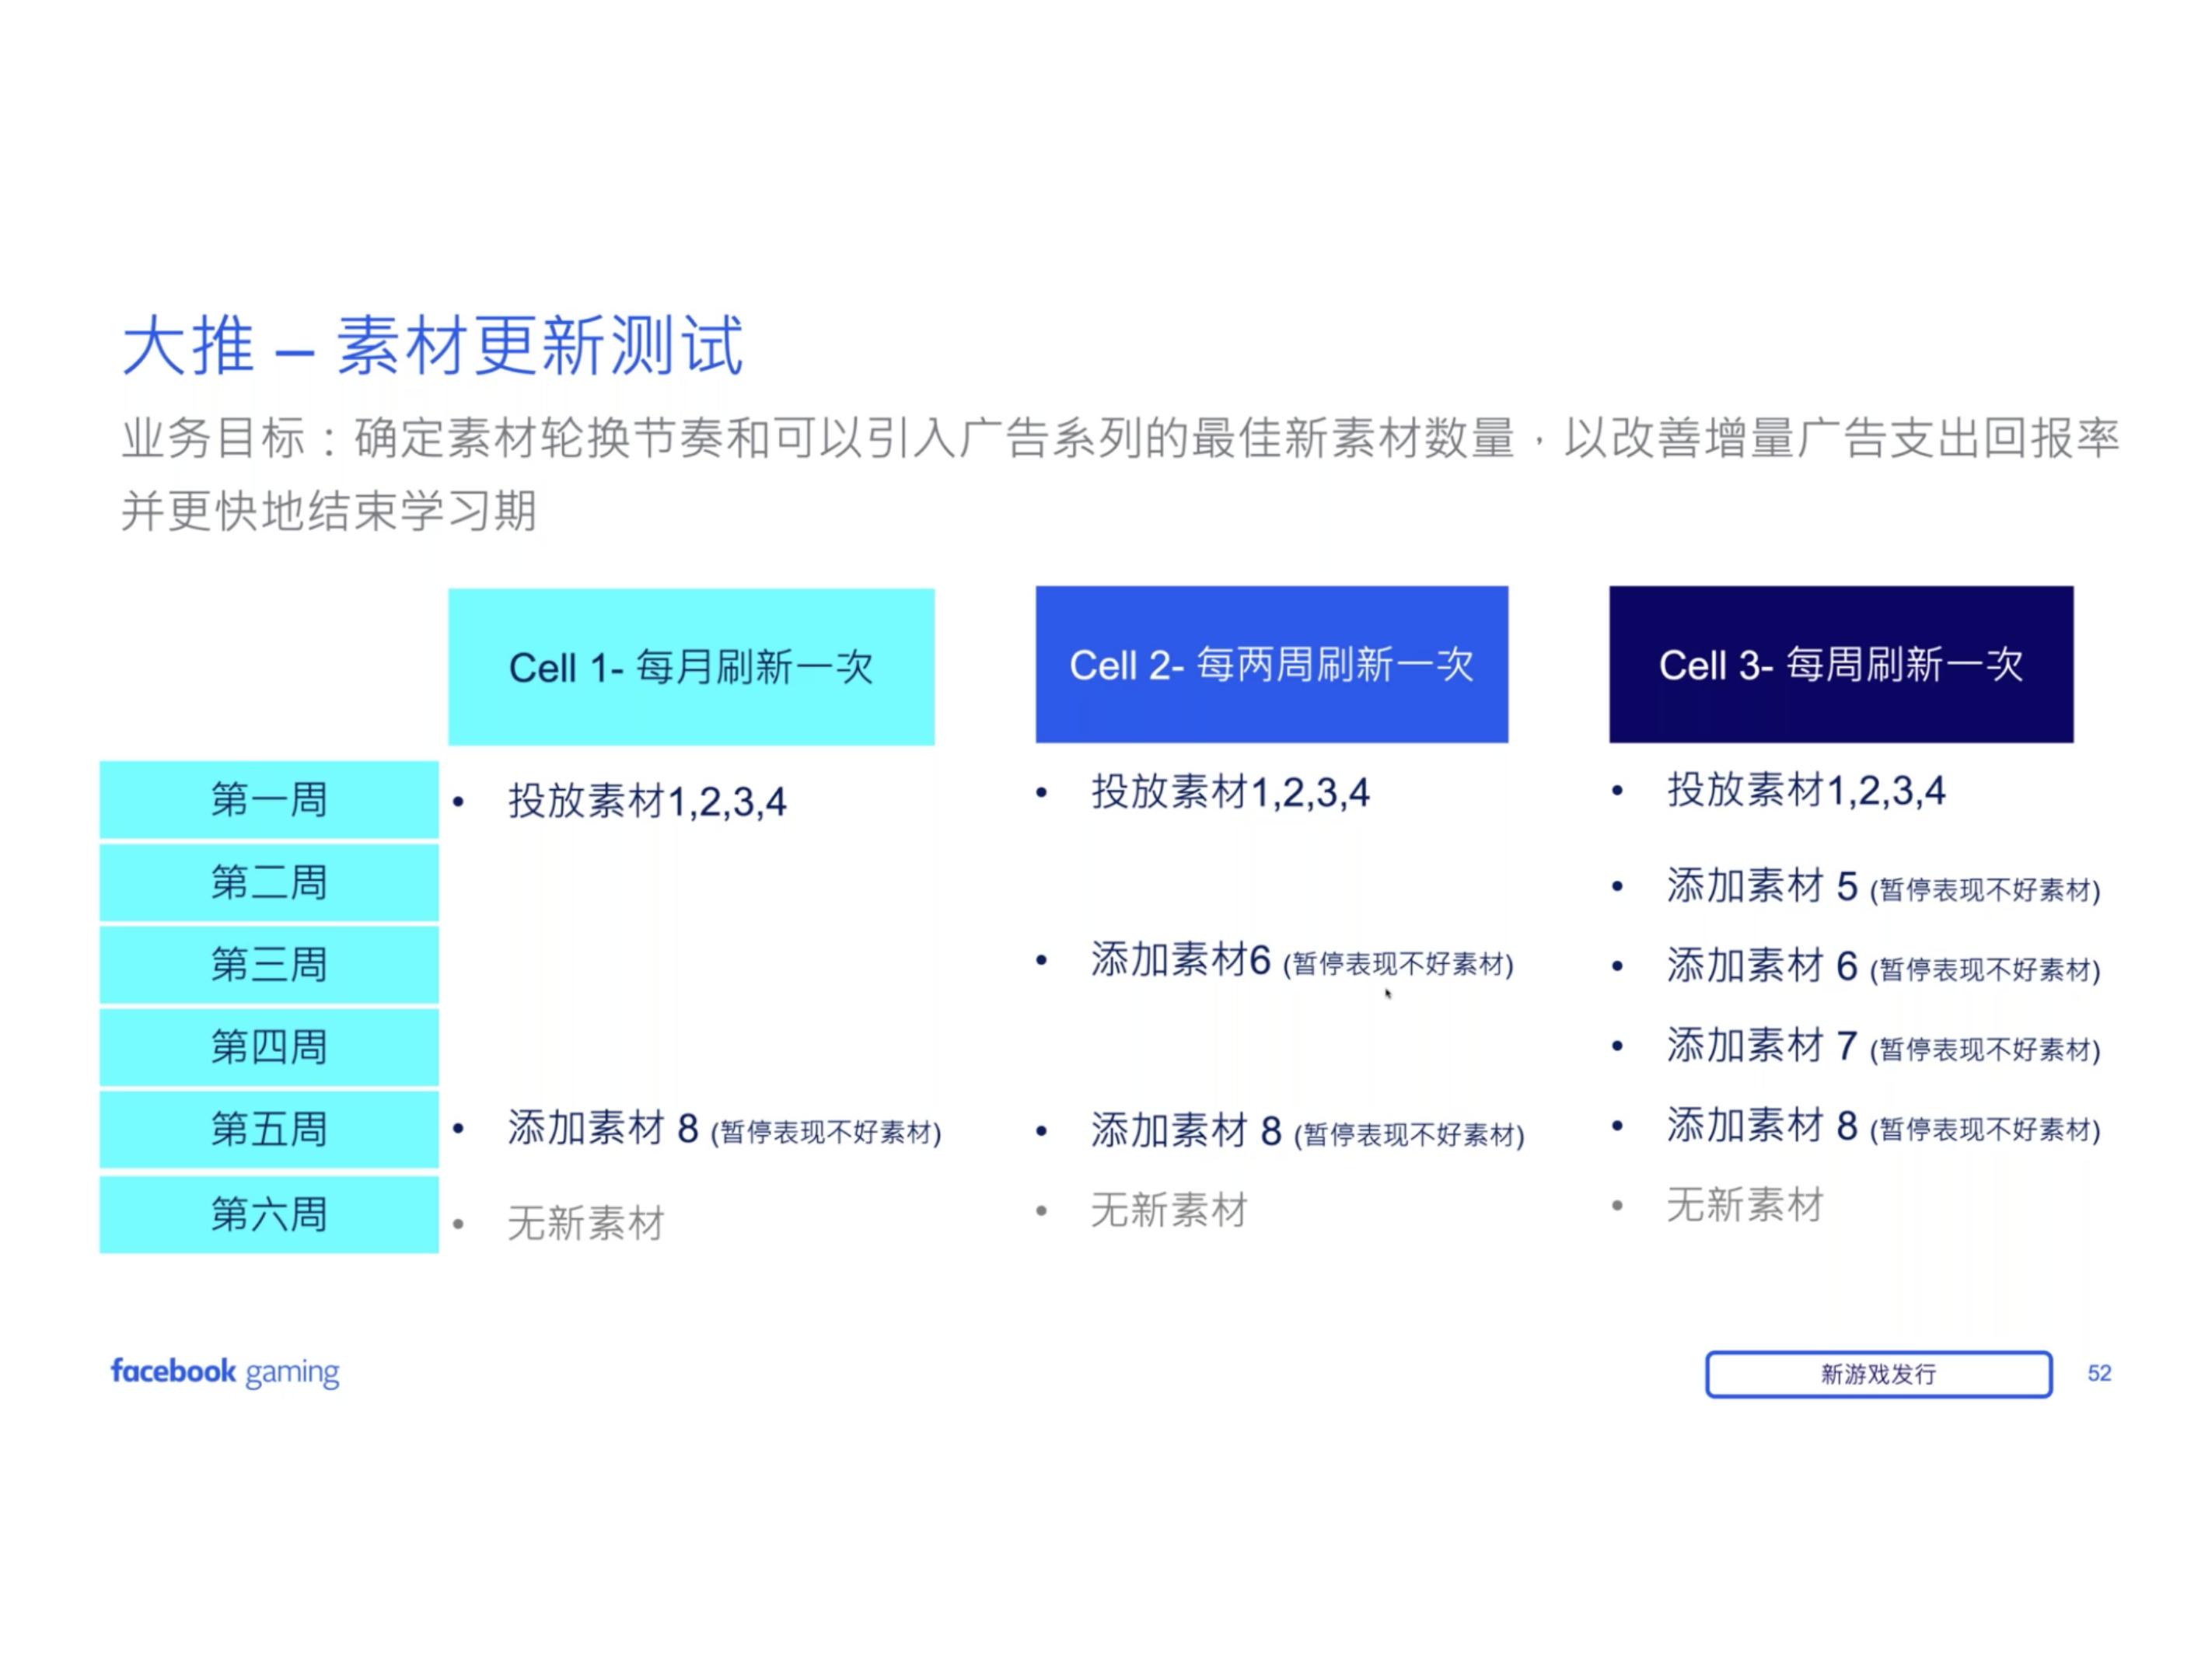 大推 – 素材更新测试
业务目标：确定素材轮换节奏和可以引入广告系列的最佳新素材数量，以改善增量广告支出回报率
并更快地结束学习期
Cell 1- 每月刷新一次
Cell 2- 每两周刷新一次
Cell 3- 每周刷新一次
第一周
• 投放素材1,2,3,4
• 投放素材1,2,3,4
• 投放素材1,2,3,4
第二周
• 添加素材 5 (暂停表现不好素材)
第三周
• 添加素材6 (暂停表现不好素材)
• 添加素材 6 (暂停表现不好素材)
第四周
• 添加素材 7 (暂停表现不好素材)
第五周
• 添加素材 8 (暂停表现不好素材)
• 添加素材 8 (暂停表现不好素材)
• 添加素材 8 (暂停表现不好素材)
第六周
• 无新素材
• 无新素材
• 无新素材
facebook gaming
新游戏发行
52